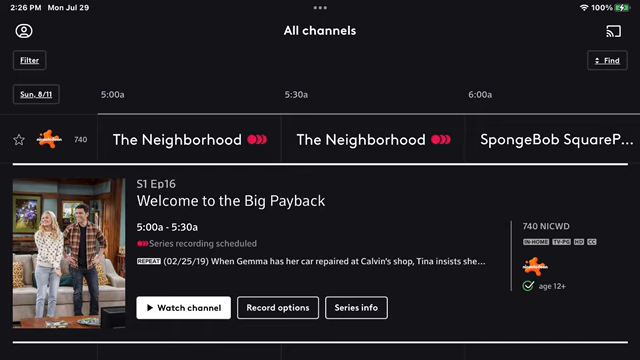 2:26 PM Mon Jul 29
100%
All channels
Filter
Find
Sun, 8/11
5:00a
5:30a
6:00a
740
The Neighborhood
The Neighborhood
SpongeBob SquareP...
S1 Ep16
Welcome to the Big Payback
5:00a - 5:30a
Series recording scheduled
REPEAT (02/25/19) When Gemma has her car repaired at Calvin's shop, Tina insists she...
740 NICWD
IN-HOME TV-PG HD CC
age 12+
Watch channel
Record options
Series info